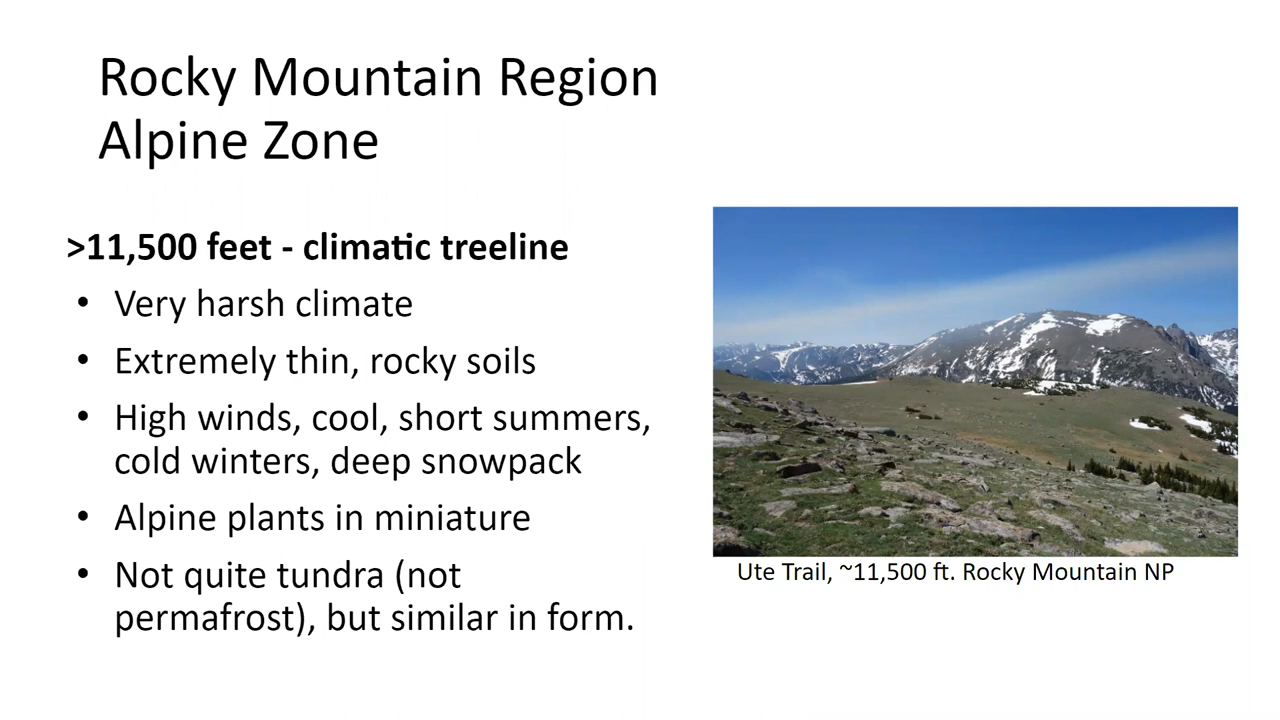 Rocky Mountain Region
Alpine Zone
>11,500 feet - climatic treeline
• Very harsh climate
• Extremely thin, rocky soils
• High winds, cool, short summers,
cold winters, deep snowpack
• Alpine plants in miniature
• Not quite tundra (not
permafrost), but similar in form.
Ute Trail, ~11,500 ft. Rocky Mountain NP